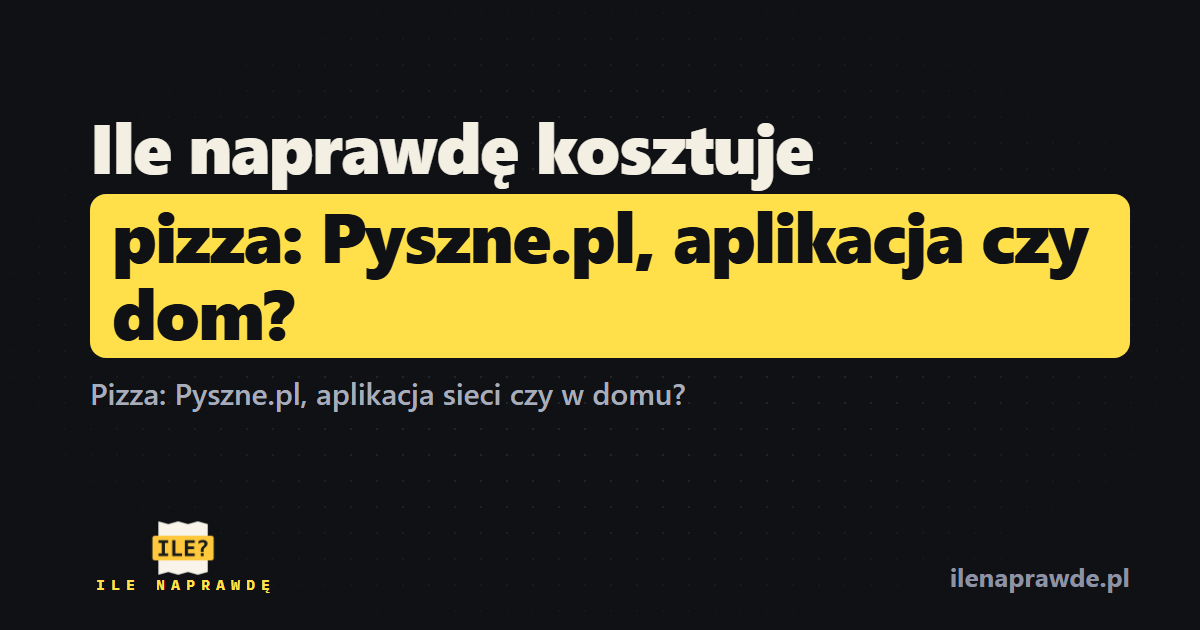 Ile naprawdę kosztuje
pizza: Pyszne.pl, aplikacja czy
dom?
Pizza: Pyszne.pl, aplikacja sieci czy w domu?
ILE?
ILE NAPRAWDĘ
ilenaprawde.pl